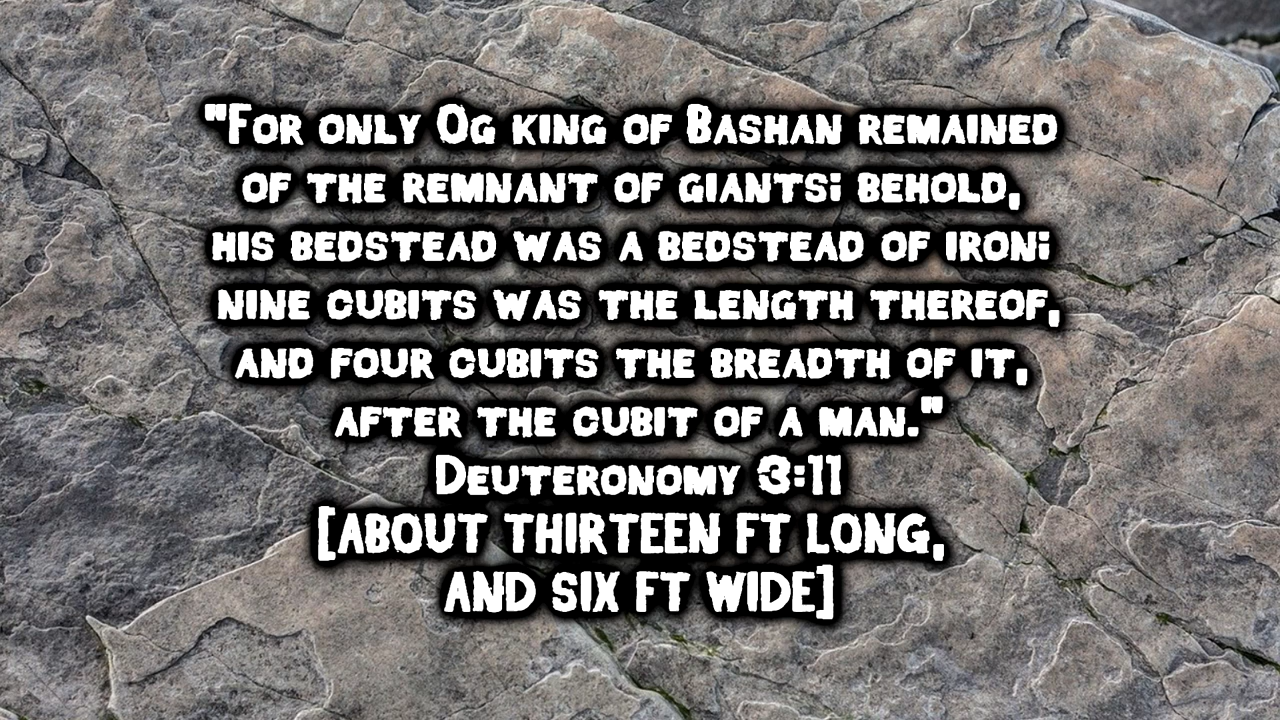 "For only Og king of Bashan remained
of the remnant of giants; behold,
his bedstead was a bedstead of iron;
nine cubits was the length thereof,
and four cubits the breadth of it,
after the cubit of a man."
Deuteronomy 3:11
[ABOUT THIRTEEN FT LONG,
AND SIX FT WIDE]